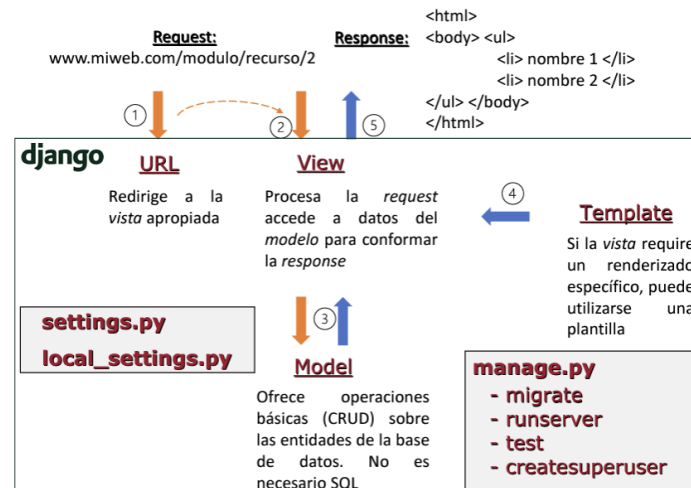 Request:
www.miweb.com/modulo/recurso/2
Response:
<html>
<body> <ul>
<li> nombre 1 </li>
<li> nombre 2 </li>
</ul> </body>
</html>
1
2
5
django
URL
Redirige a la
vista apropiada
View
Procesa la request
accede a datos del
modelo para conformar
la response
4
Template
Si la vista require
un renderizado
específico, puede
utilizarse una
plantilla
3
settings.py
local_settings.py
Model
Ofrece operaciones
básicas (CRUD) sobre
las entidades de la base
de datos. No es
necesario SQL
manage.py
- migrate
- runserver
- test
- createsuperuser